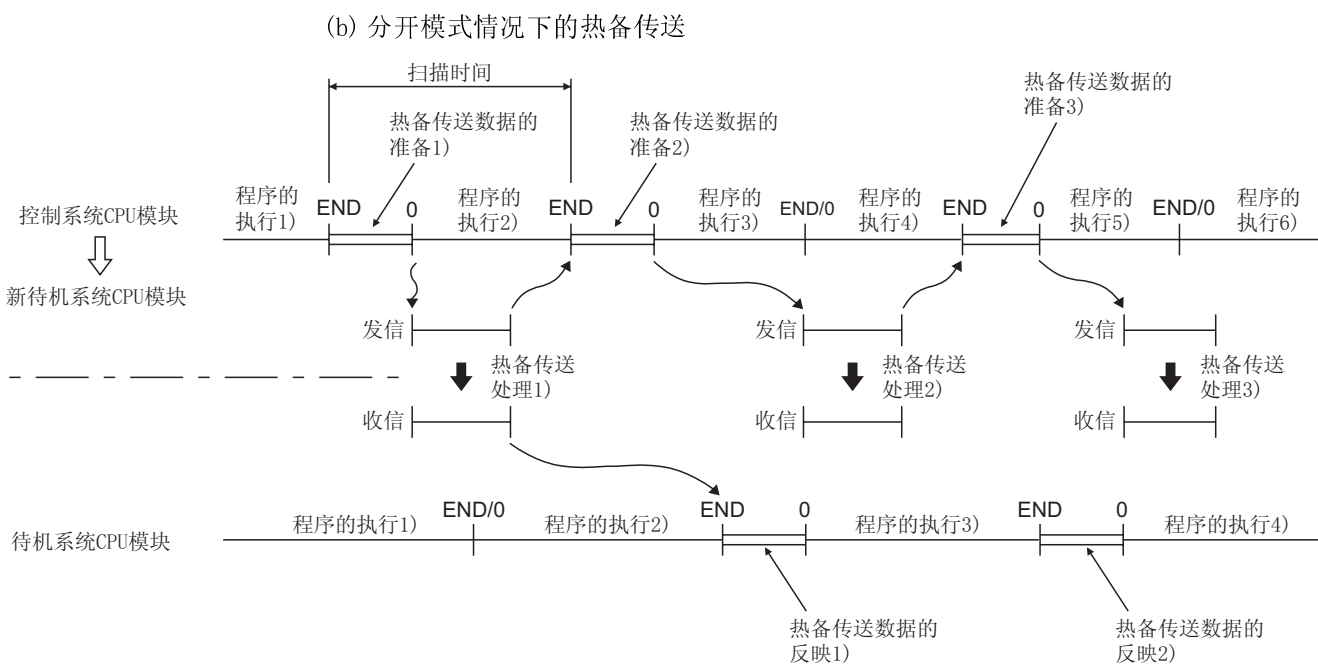 (b) 分开模式情况下的热备传送
扫描时间
热备传送数据的
准备1)
热备传送数据的
准备2)
热备传送数据的
准备3)
控制系统CPU模块
新待机系统CPU模块
程序的
执行1)
END
0
程序的
执行2)
END
0
程序的
执行3)
END/0
程序的
执行4)
END
0
程序的
执行5)
END/0
程序的
执行6)
发信
发信
发信
热备传送
处理1)
热备传送
处理2)
热备传送
处理3)
收信
收信
收信
待机系统CPU模块
程序的执行1)
END/0
程序的执行2)
END
0
程序的执行3)
END
0
程序的执行4)
热备传送数据的
反映1)
热备传送数据的
反映2)